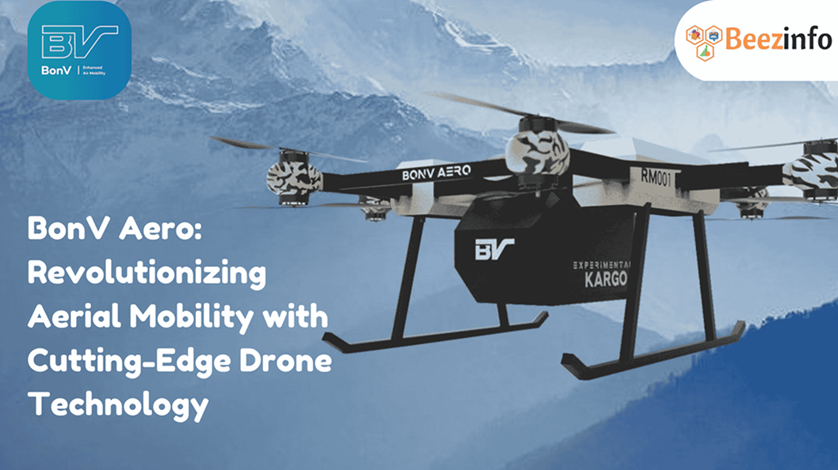 BV
BonV | Enhanced
Air Mobility
Beezinfo
BONV AERO
RM001
BV
EXPERIMENTAL
KARGO
BonV Aero:
Revolutionizing
Aerial Mobility with
Cutting-Edge Drone
Technology